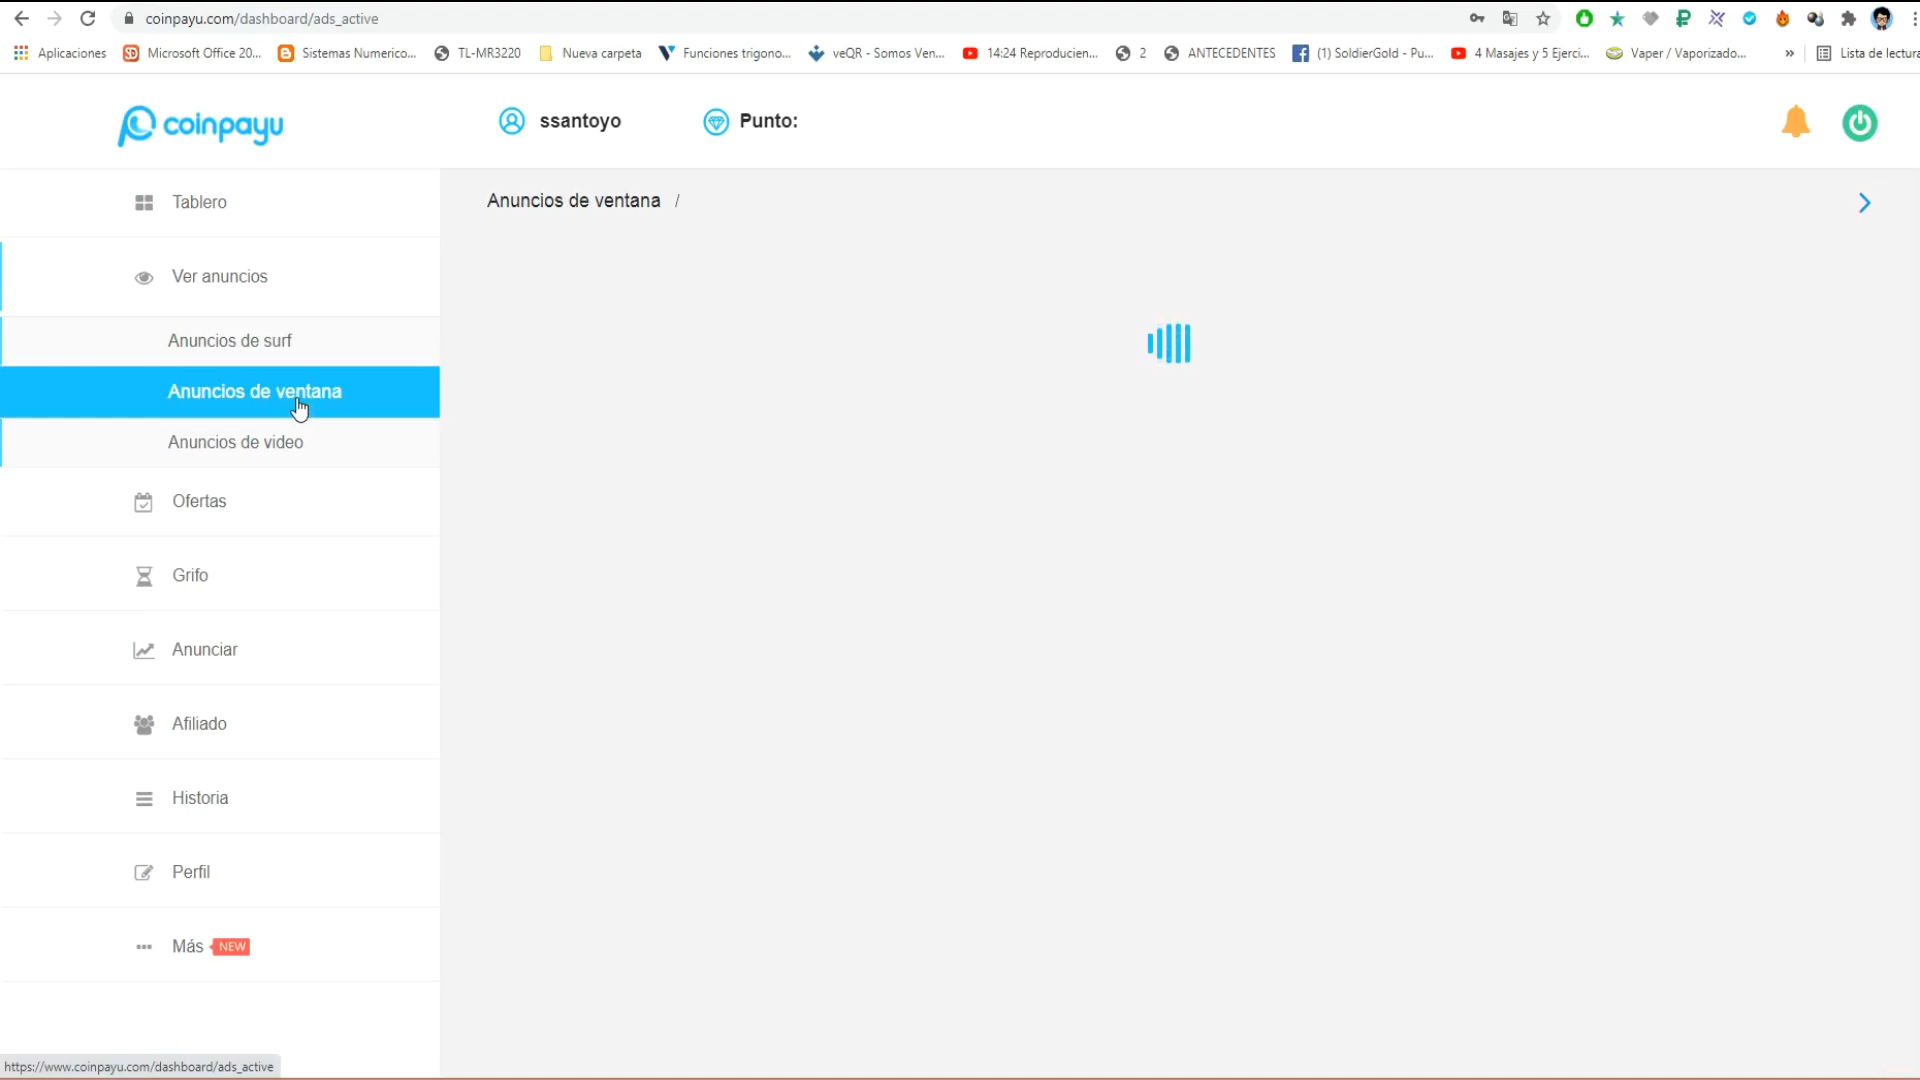 coinpayu.com/dashboard/ads_active
Aplicaciones
Microsoft Office 20...
Sistemas Numerico...
TL-MR3220
Nueva carpeta
Funciones trigono...
veQR - Somos Ven...
14:24 Reproducien...
2
ANTECEDENTES
(1) SoldierGold - Pu...
4 Masajes y 5 Ejerci...
Vaper / Vaporizado...
»
Lista de lectura
coinpayu
ssantoyo
Punto:
Tablero
Anuncios de ventana /
Ver anuncios
Anuncios de surf
Anuncios de ventana
Anuncios de video
Ofertas
Grifo
Anunciar
Afiliado
Historia
Perfil
Más NEW
https://www.coinpayu.com/dashboard/ads_active